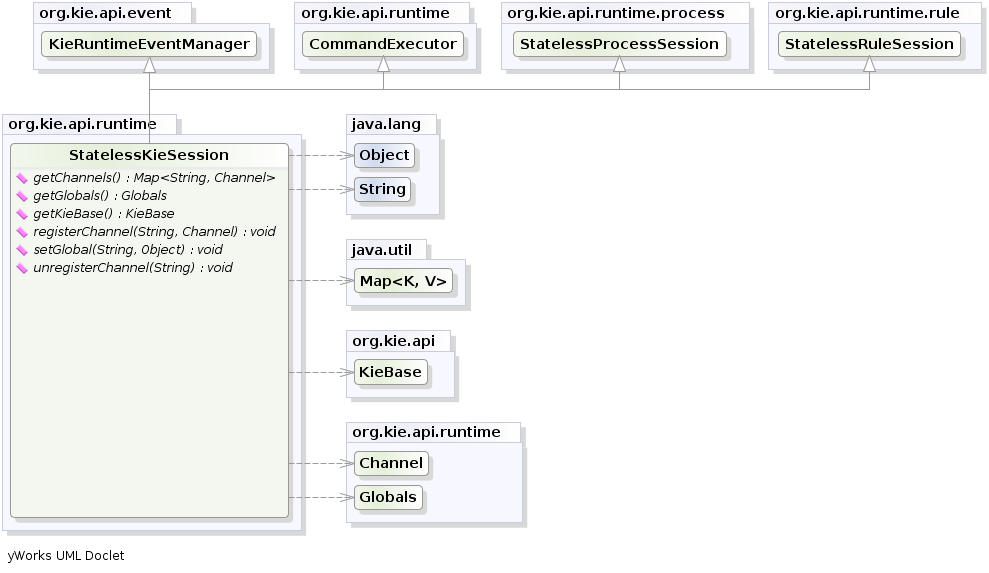 org.kie.api.event
org.kie.api.runtime
org.kie.api.runtime.process
org.kie.api.runtime.rule
KieRuntimeEventManager
CommandExecutor
StatelessProcessSession
StatelessRuleSession
org.kie.api.runtime
StatelessKieSession
getChannels() : Map<String, Channel>
getGlobals() : Globals
getKieBase() : KieBase
registerChannel(String, Channel) : void
setGlobal(String, Object) : void
unregisterChannel(String) : void
java.lang
Object
String
java.util
Map<K, V>
org.kie.api
KieBase
org.kie.api.runtime
Channel
Globals
yWorks UML Doclet